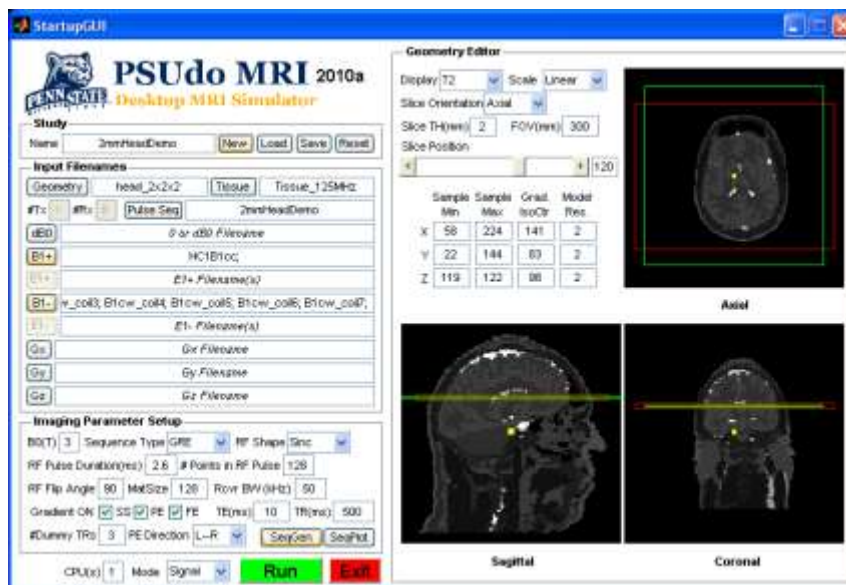 StartupGUI
PENN STATE
PSUdo MRI 2010a
Desktop MRI Simulator
Study
Name 2mmHeadDemo New Load Save Reset
Input Filenames
Geometry head_2x2x2 Tissue Tissue_125MHz
#Tx #Rx Pulse Seq 2mmHeadDemo
dB0 0 or dB0 Filename
B1+ HC1B1cc;
E1+ E1+ Filename(s)
B1- w_coil3; B1cw_coil4; B1cw_coil5; B1cw_coil6; B1cw_coil7;
E1- E1- Filename(s)
Gx Gx Filename
Gy Gy Filename
Gz Gz Filename
Imaging Parameter Setup
B0(T) 3 Sequence Type GRE RF Shape Sinc
RF Pulse Duration(ms) 2.6 # Points in RF Pulse 128
RF Flip Angle 90 MatSize 128 Rcvr BW(kHz) 50
Gradient ON SS PE FE TE(ms) 10 TR(ms) 500
#Dummy TRs 3 PE Direction L--R SeqGen SeqPlot
CPU(s) 1 Mode Signal Run Exit
Geometry Editor
Display T2 Scale Linear
Slice Orientation Axial
Slice TH(mm) 2 FOV(mm) 300
Slice Position
120
Sample Min Sample Max Grad. IsoCtr Model Res.
X 58 224 141 2
Y 22 144 83 2
Z 119 122 86 2
Axial
Sagittal
Coronal